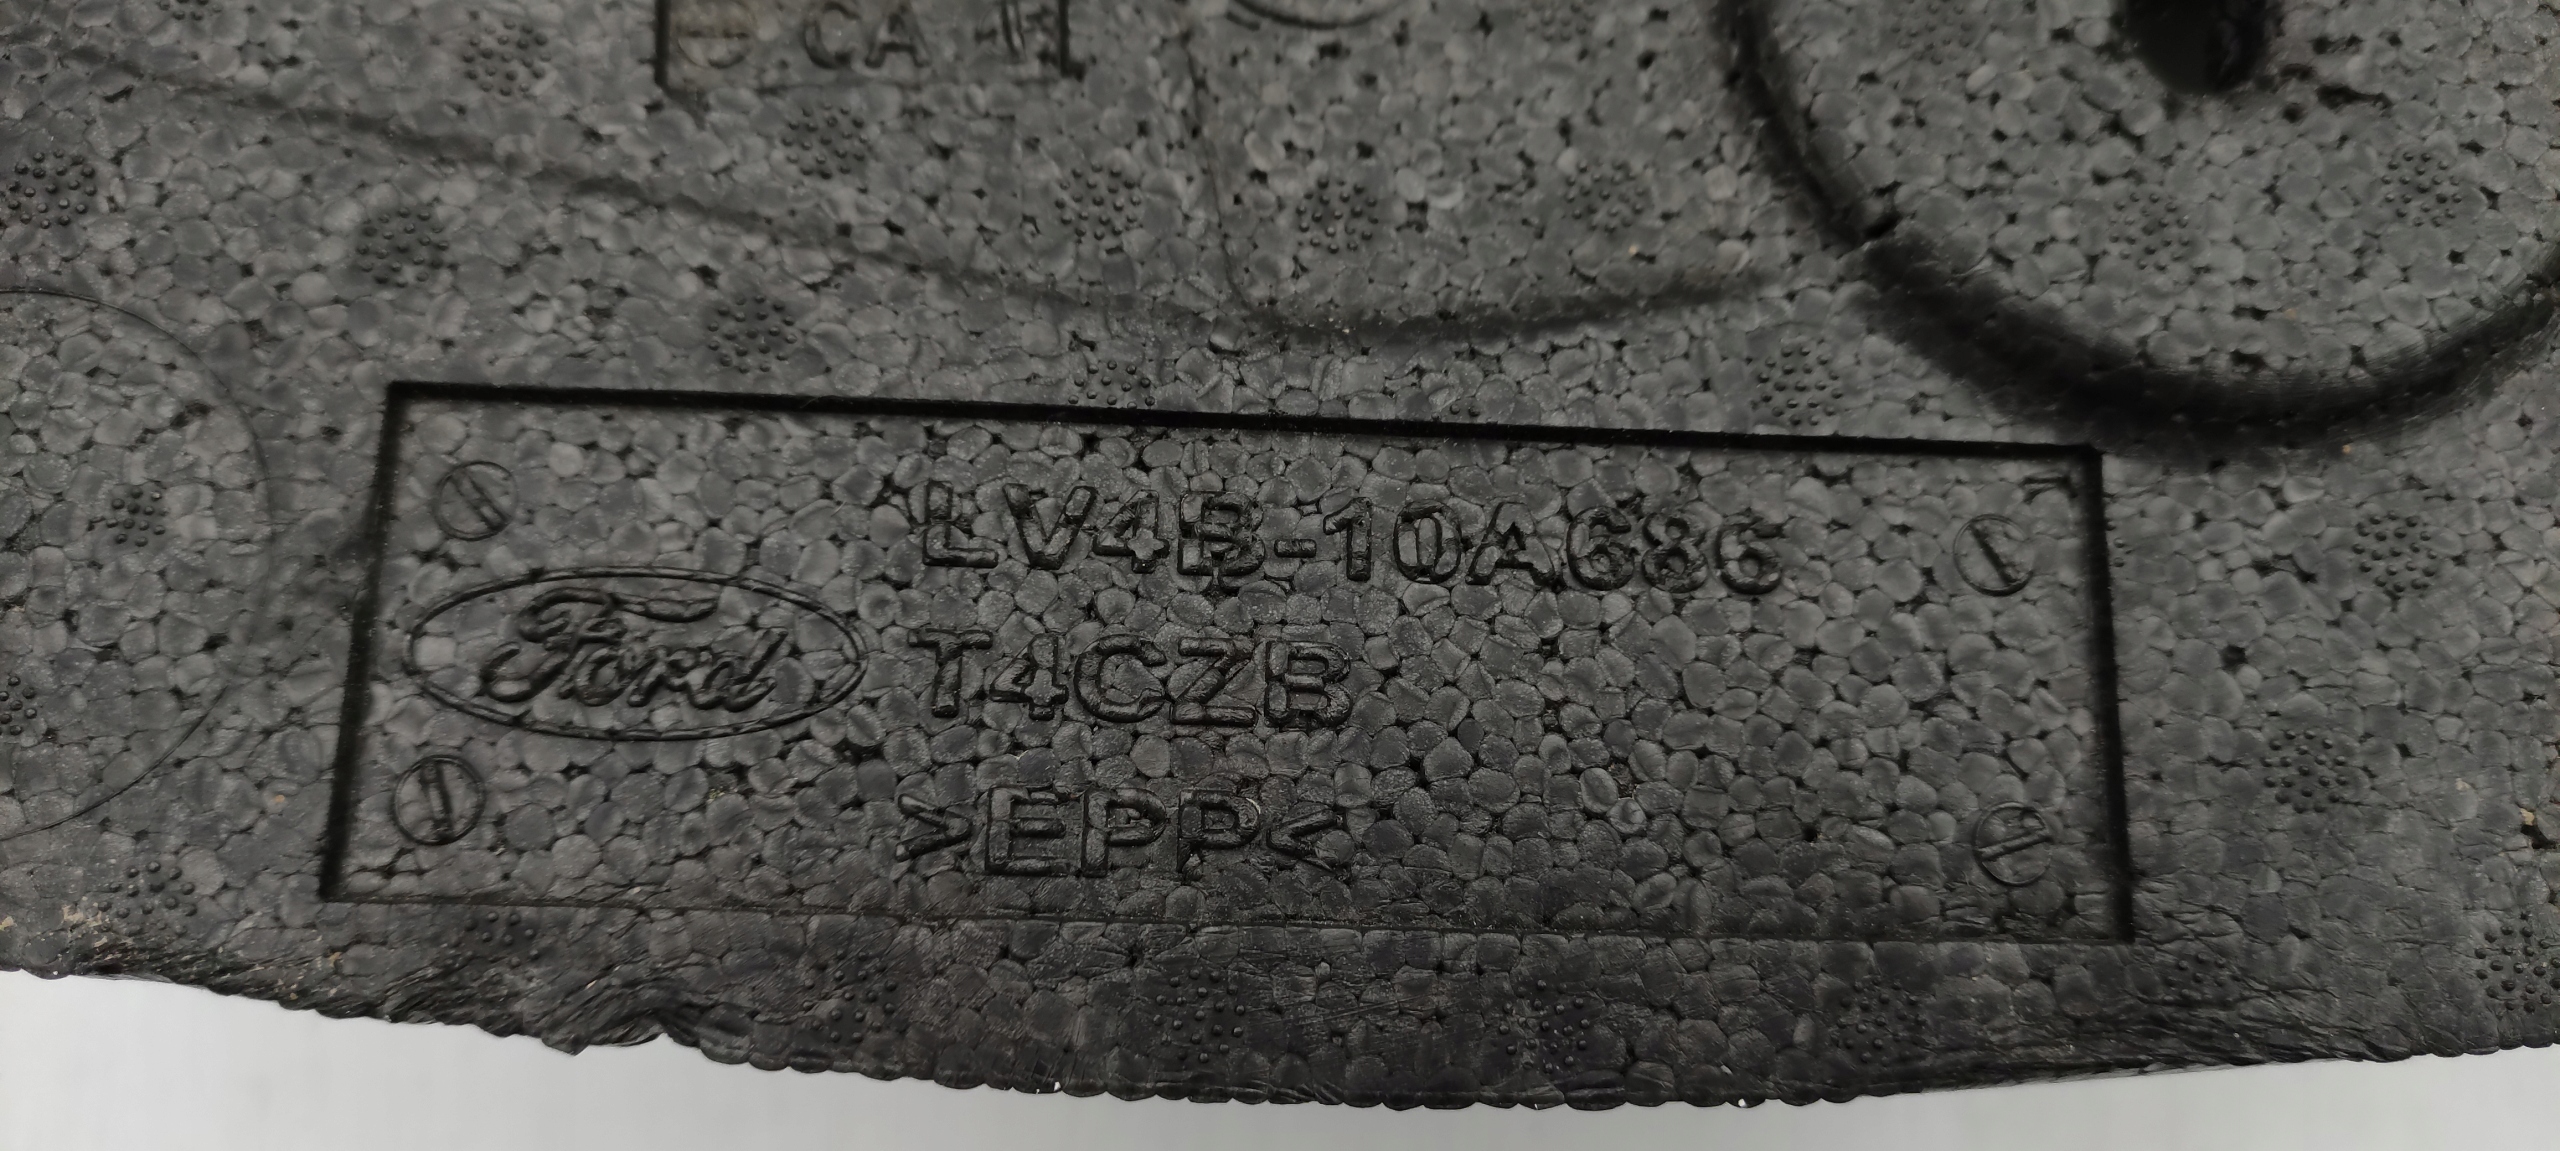 CA
LV4B-10A686
Ford
T4CZB
>EPP<